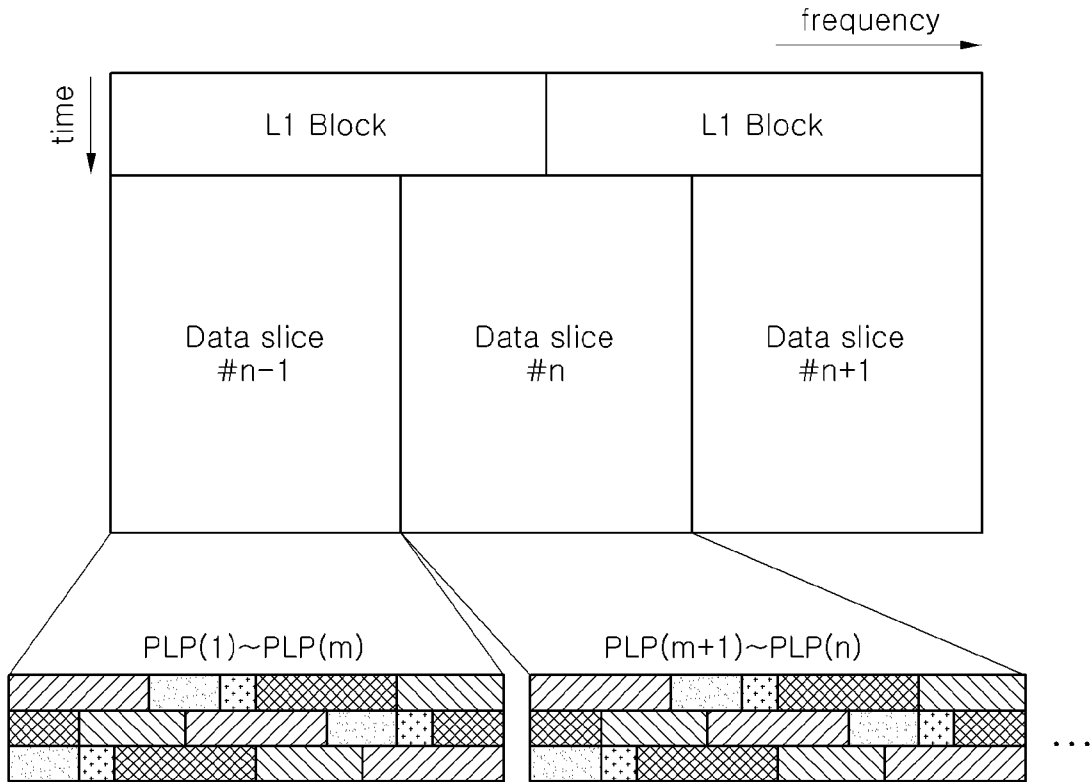 frequency
time
L1 Block
L1 Block
Data slice
#n-1
Data slice
#n
Data slice
#n+1
PLP(1)~PLP(m)
PLP(m+1)~PLP(n)
...